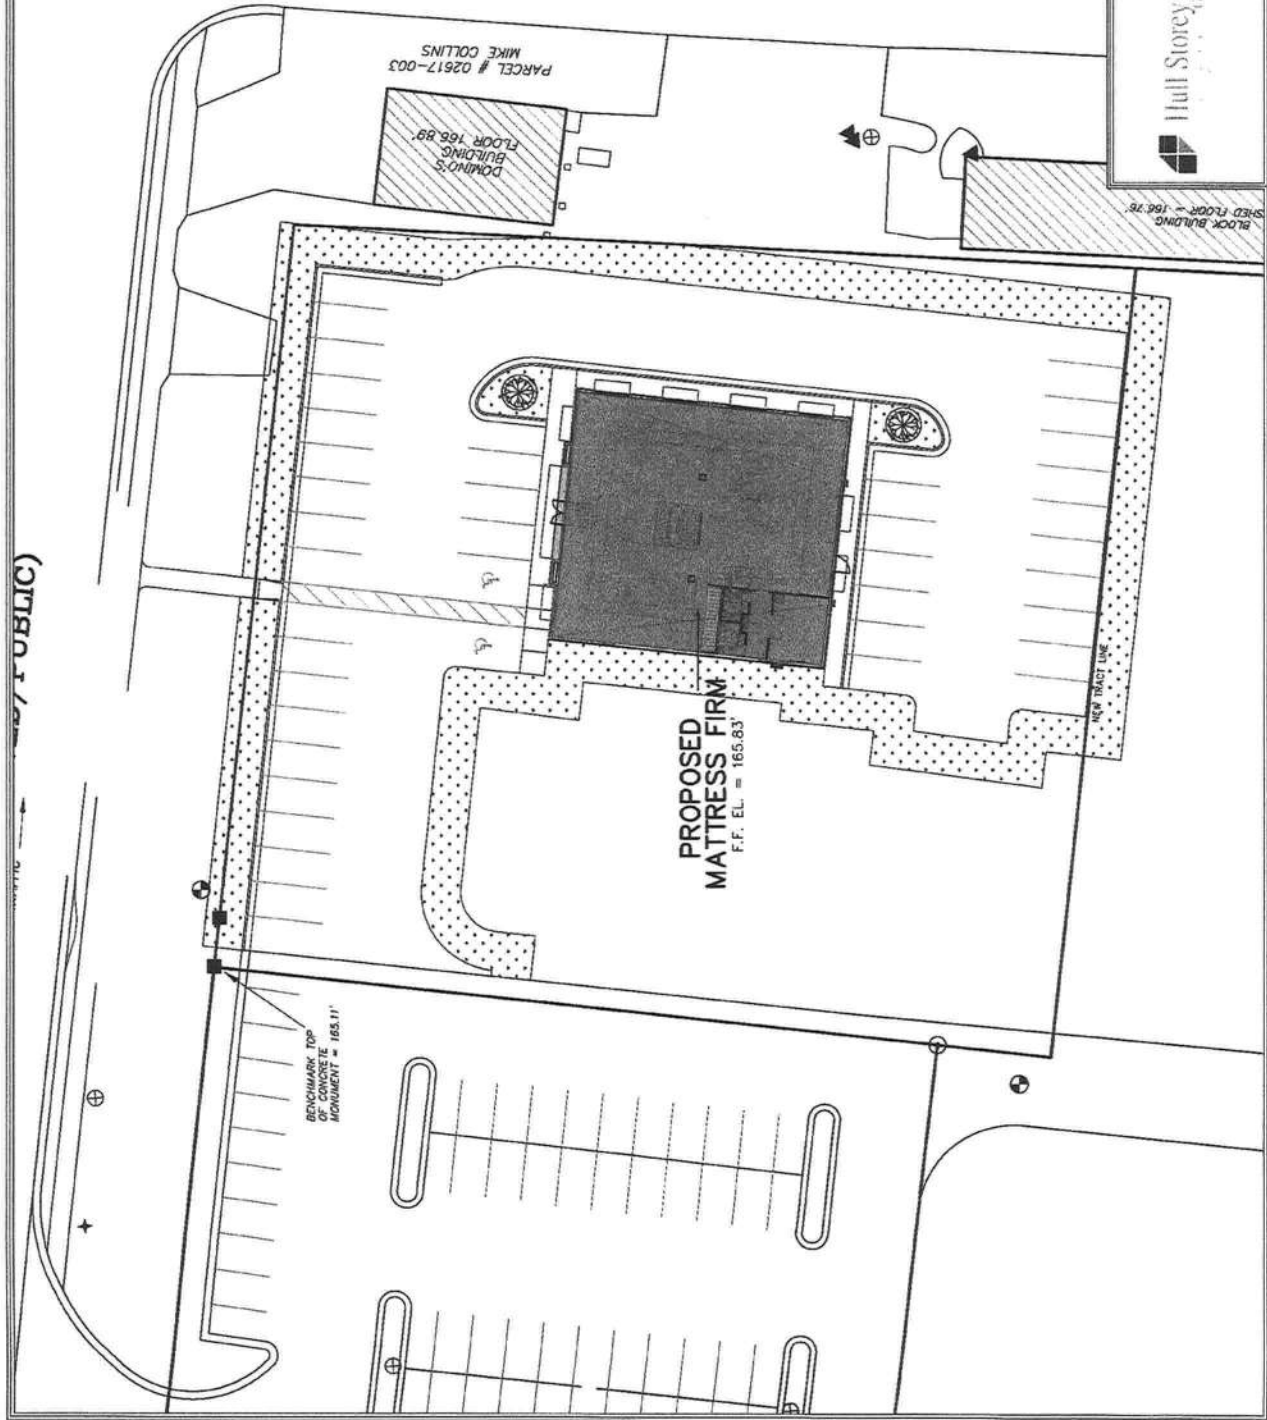 PUBLIC)
PARCEL # 02617-003
MIKE COLLINS
DOMINO'S
BUILDING
FLOOR 166.89'
BLOCK BUILDING
SHED FLOOR = 166.76'
Hull Storey
PROPOSED
MATTRESS FIRM
F.F. EL. = 165.83'
NEW TRACT LINE
BENCHMARK TOP
OF CONCRETE
MONUMENT = 165.11'